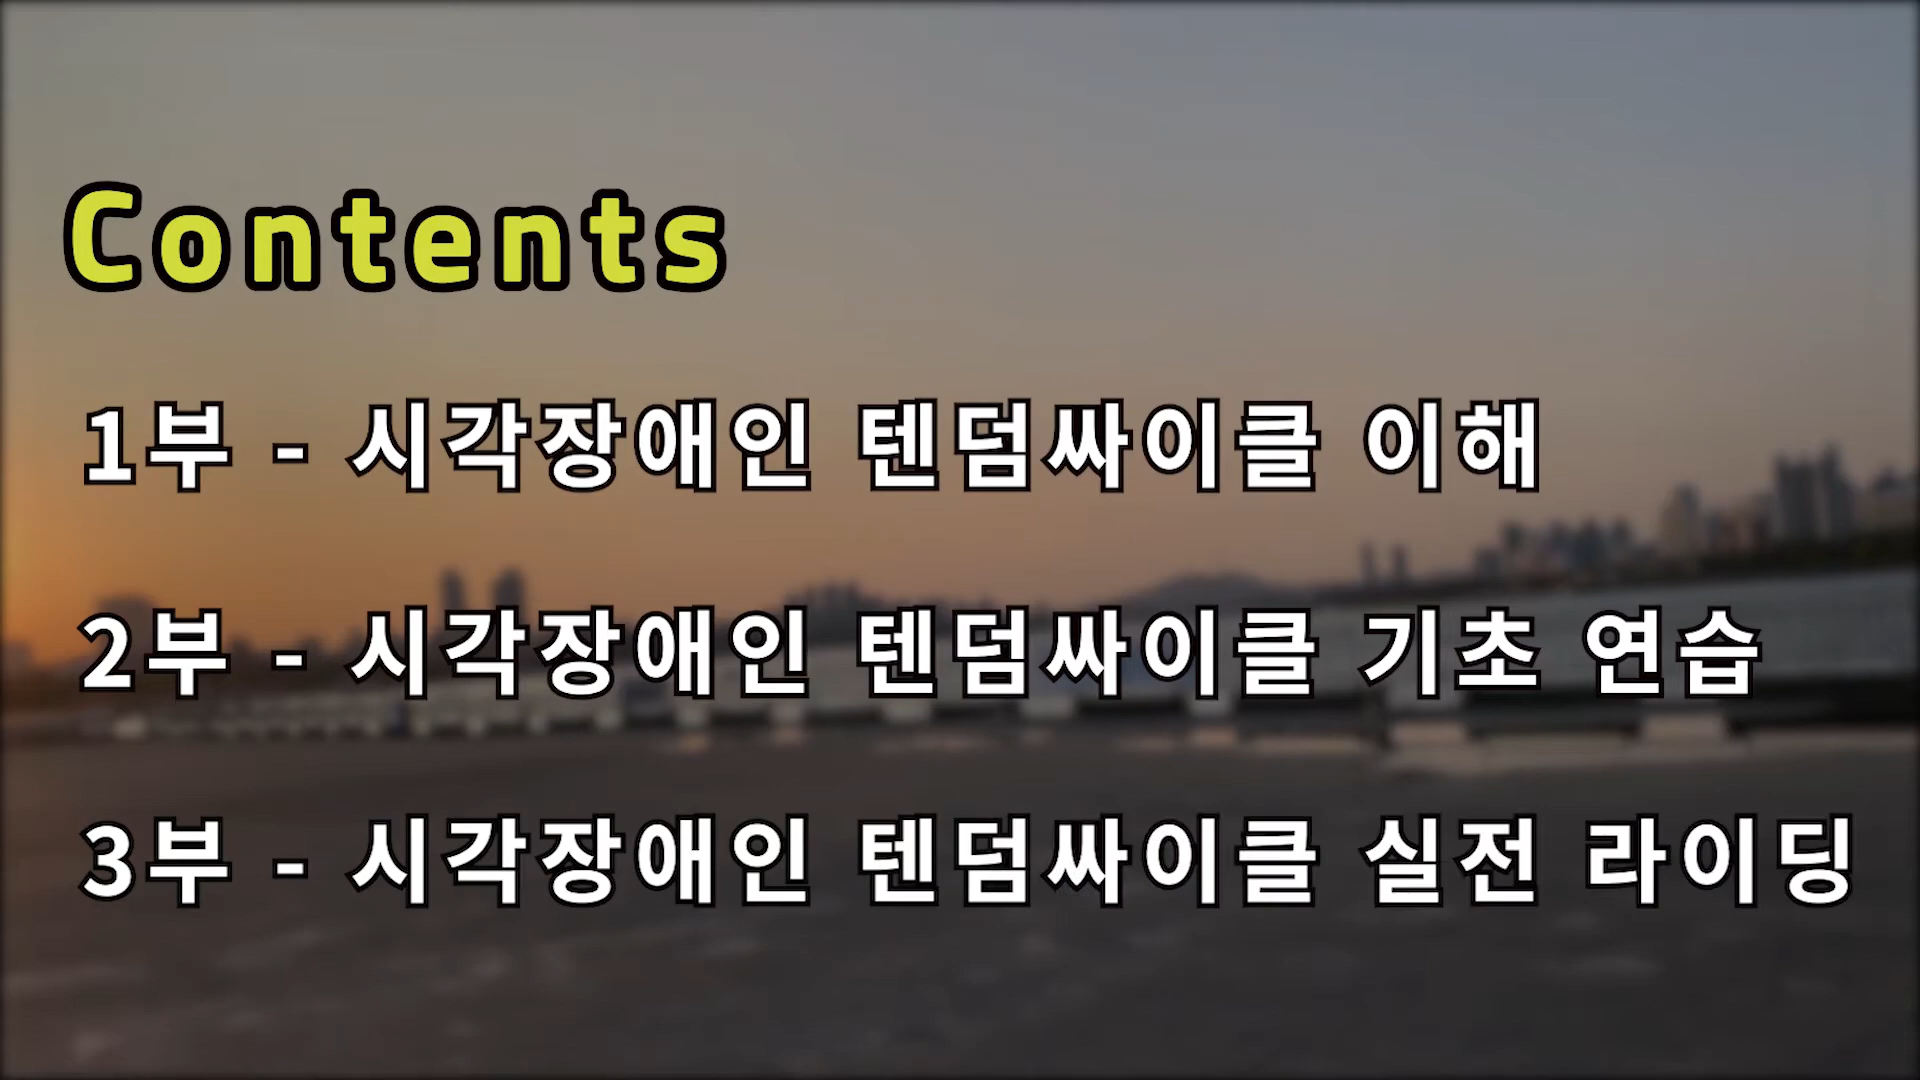 Contents
1부 - 시각장애인 텐덤싸이클 이해
2부 - 시각장애인 텐덤싸이클 기초 연습
3부 - 시각장애인 텐덤싸이클 실전 라이딩